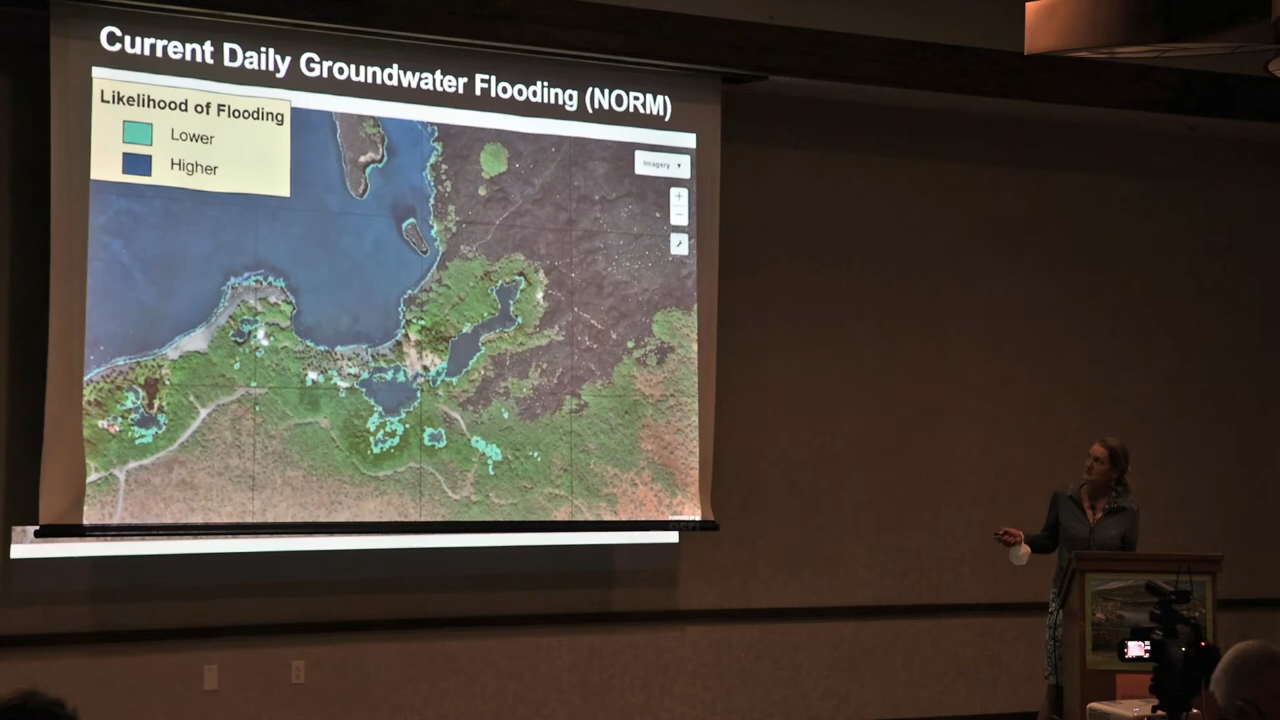 Current Daily Groundwater Flooding (NORM)
Likelihood of Flooding
Lower
Higher
Imagery
+
−